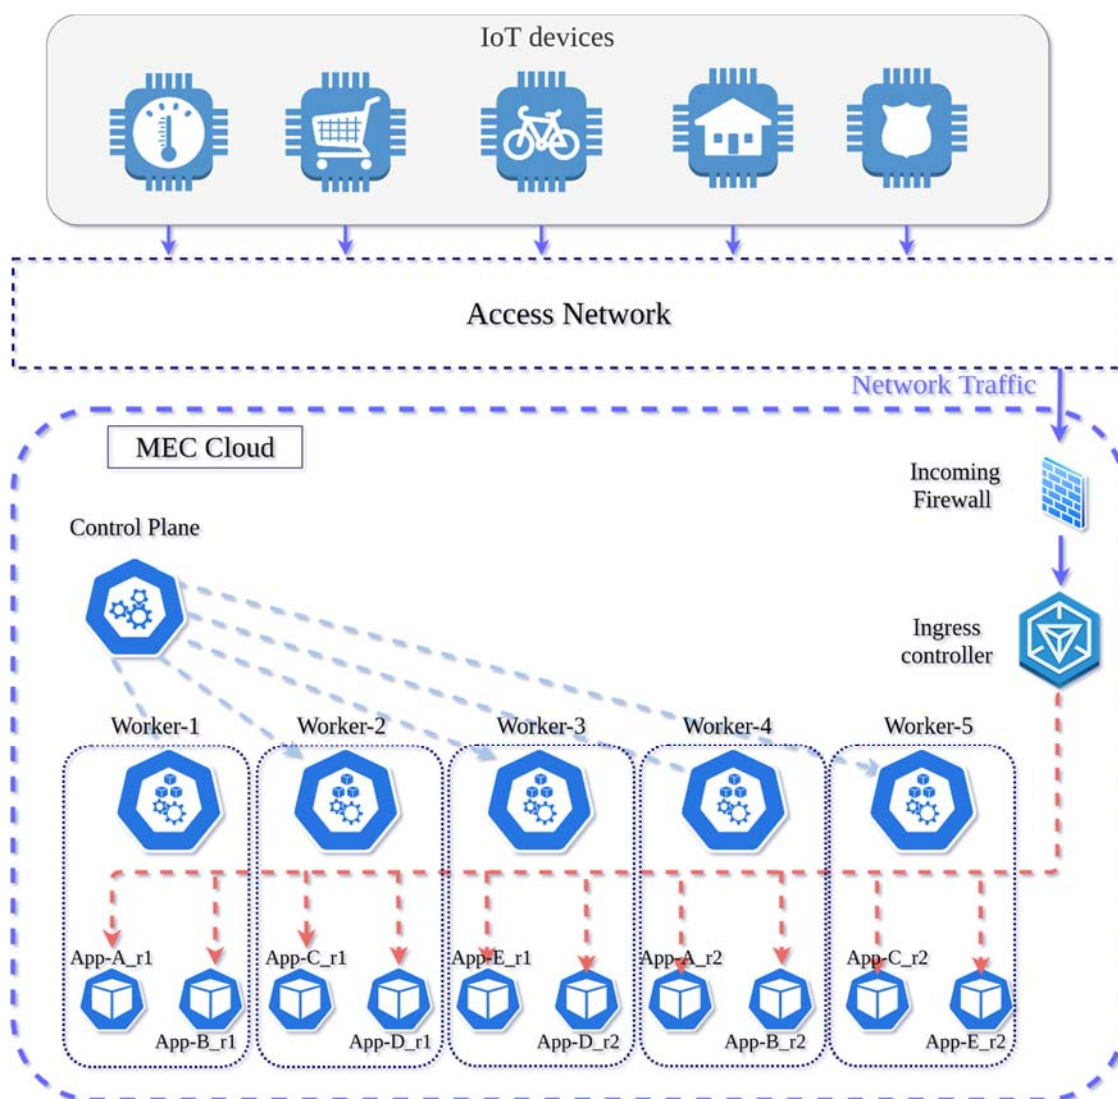 IoT devices
Access Network
Network Traffic
MEC Cloud
Incoming
Firewall
Control Plane
Ingress
controller
Worker-1
Worker-2
Worker-3
Worker-4
Worker-5
App-A_r1
App-C_r1
App-E_r1
App-A_r2
App-C_r2
App-B_r1
App-D_r1
App-D_r2
App-B_r2
App-E_r2